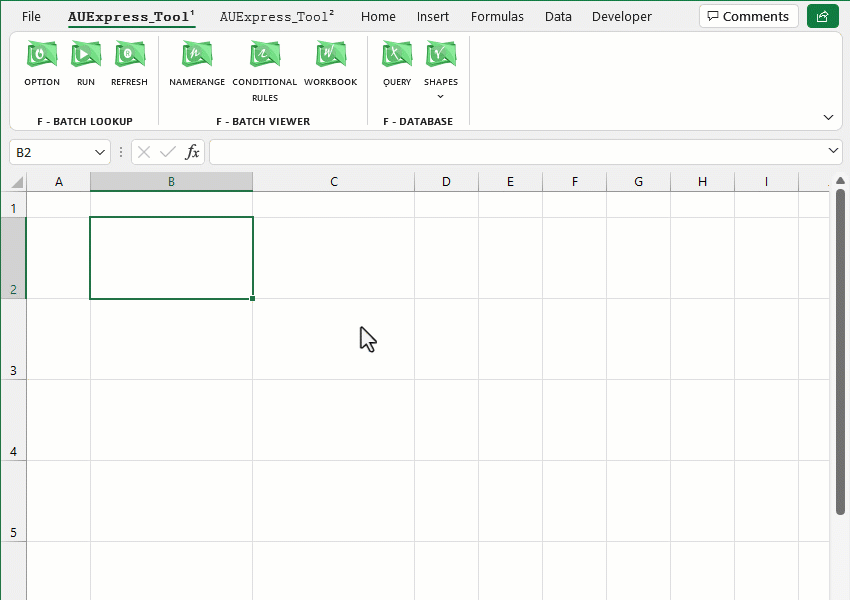 File AUExpress_Tool¹ AUExpress_Tool² Home Insert Formulas Data Developer Comments
OPTION RUN REFRESH NAMERANGE CONDITIONAL RULES WORKBOOK QUERY SHAPES
F - BATCH LOOKUP F - BATCH VIEWER F - DATABASE
B2 fx
A B C D E F G H I
1
2
3
4
5